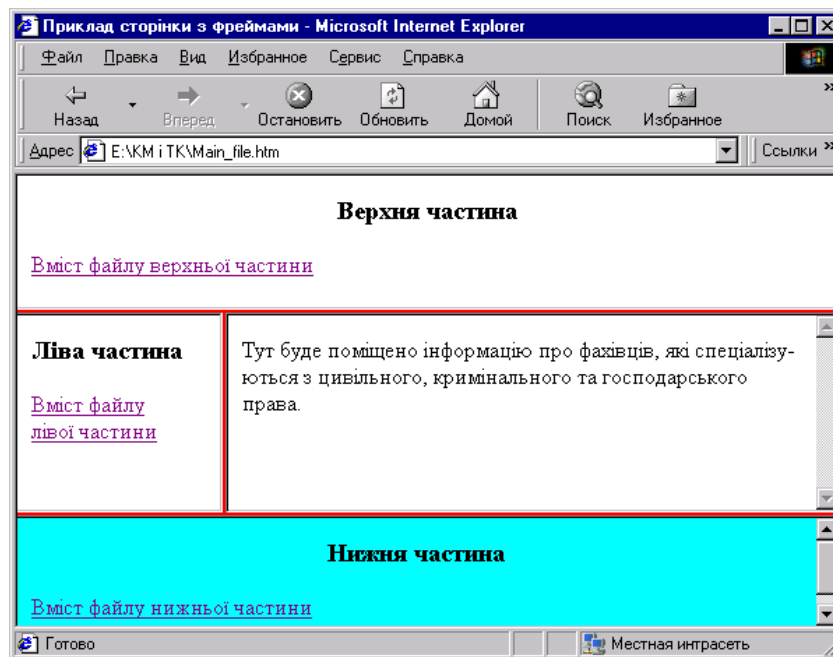 Приклад сторінки з фреймами - Microsoft Internet Explorer
Файл Правка Вид Избранное Сервис Справка
Назад Вперед Остановить Обновить Домой Поиск Избранное
Адрес E:\KM i TK\Main_file.htm Ссылки
Верхня частина
Вміст файлу верхньої частини
Ліва частина
Вміст файлу
лівої частини
Тут буде поміщено інформацію про фахівців, які спеціалізу-
ються з цивільного, кримінального та господарського
права.
Нижня частина
Вміст файлу нижньої частини
Готово Местная интрасеть